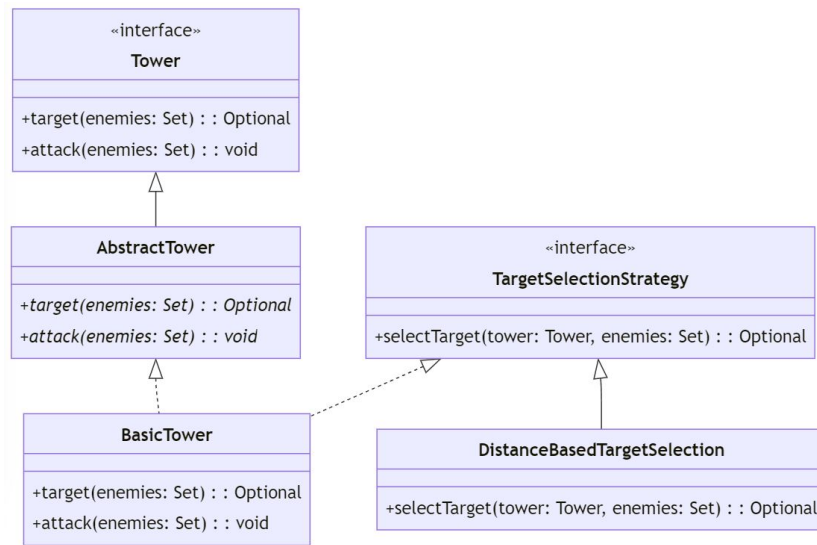 «interface»
Tower
+target(enemies: Set) : : Optional
+attack(enemies: Set) : : void
AbstractTower
+target(enemies: Set) : : Optional
+attack(enemies: Set) : : void
«interface»
TargetSelectionStrategy
+selectTarget(tower: Tower, enemies: Set) : : Optional
BasicTower
+target(enemies: Set) : : Optional
+attack(enemies: Set) : : void
DistanceBasedTargetSelection
+selectTarget(tower: Tower, enemies: Set) : : Optional